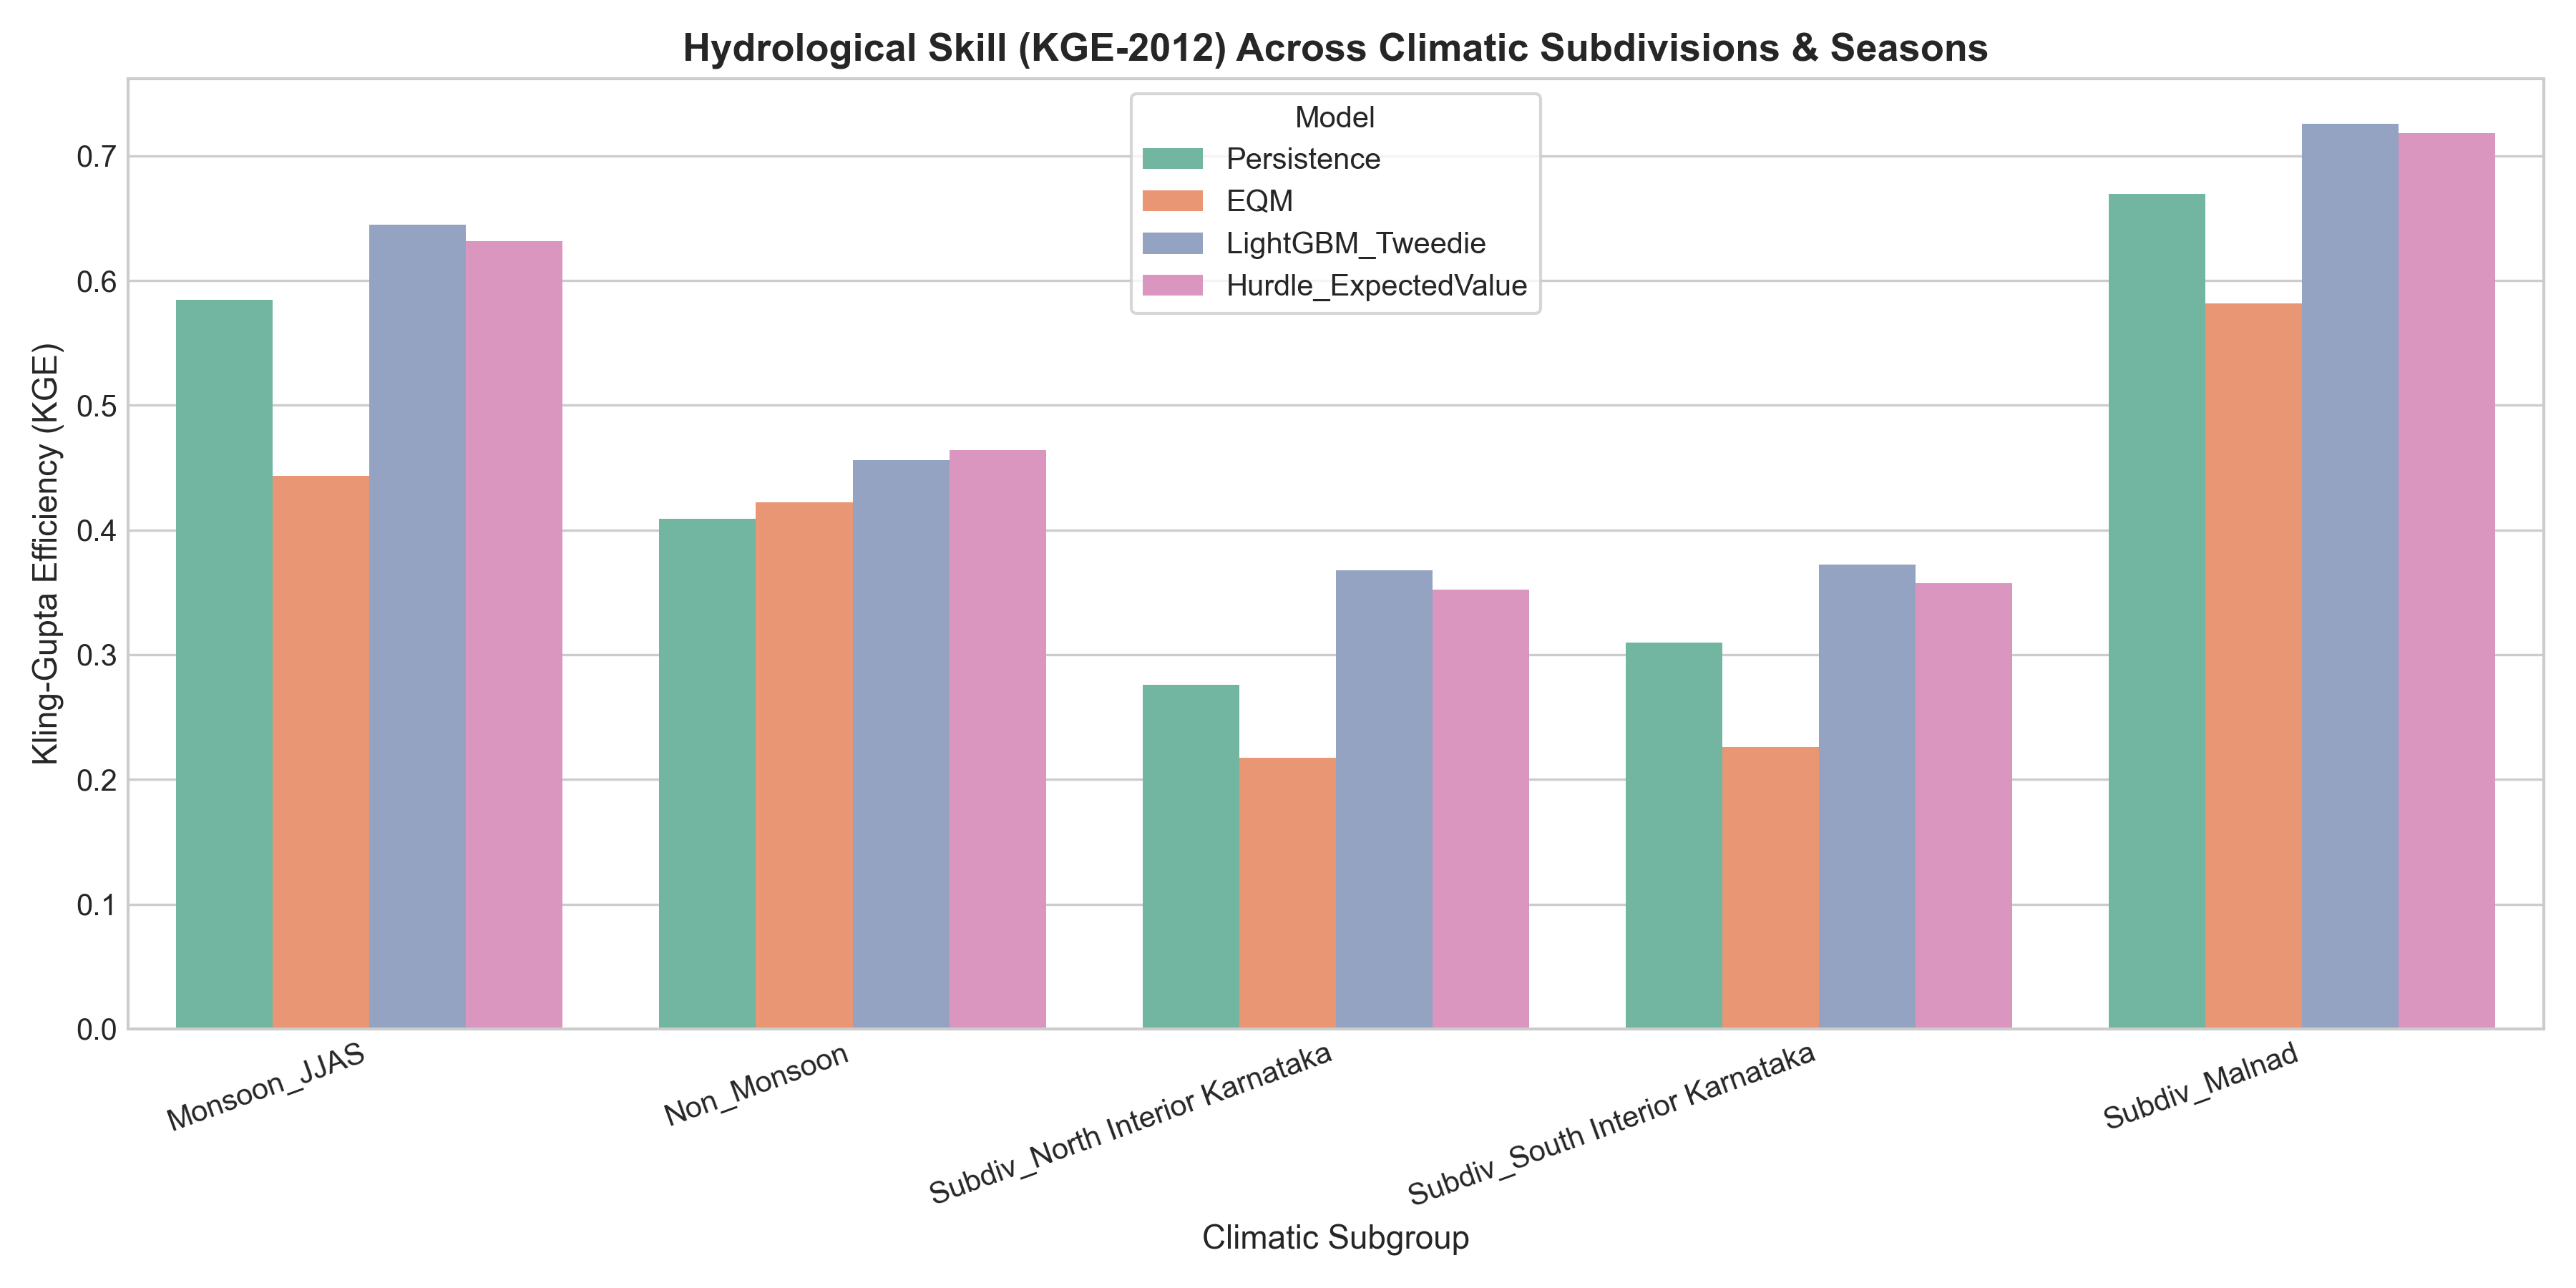 Hydrological Skill (KGE-2012) Across Climatic Subdivisions & Seasons
Model
Persistence
EQM
LightGBM_Tweedie
Hurdle_ExpectedValue
Kling-Gupta Efficiency (KGE)
0.7
0.6
0.5
0.4
0.3
0.2
0.1
0.0
Monsoon_JJAS
Non_Monsoon
Subdiv_North Interior Karnataka
Subdiv_South Interior Karnataka
Subdiv_Malnad
Climatic Subgroup